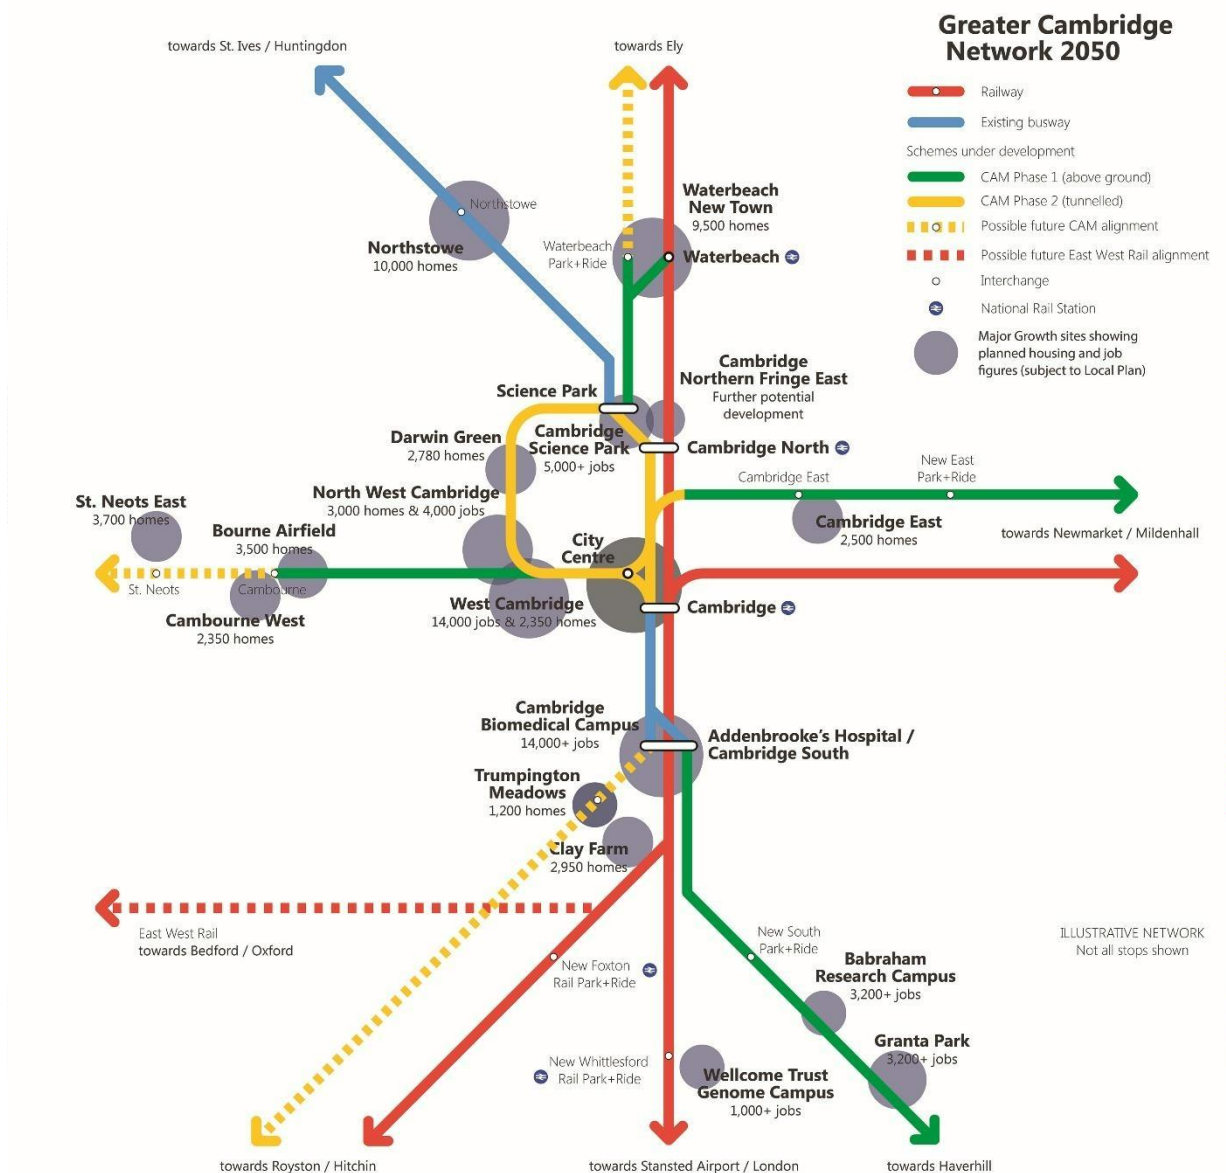 Greater Cambridge
Network 2050
Railway
Existing busway
Schemes under development
CAM Phase 1 (above ground)
CAM Phase 2 (tunnelled)
Possible future CAM alignment
Possible future East West Rail alignment
Interchange
National Rail Station
Major Growth sites showing
planned housing and job
figures (subject to Local Plan)
towards St. Ives / Huntingdon
towards Ely
Northstowe
Northstowe
10,000 homes
Waterbeach
New Town
9,500 homes
Waterbeach
Park+Ride
Waterbeach
Cambridge
Northern Fringe East
Further potential
development
Science Park
Cambridge
Science Park
5,000+ jobs
Cambridge North
Darwin Green
2,780 homes
North West Cambridge
3,000 homes & 4,000 jobs
Cambridge East
New East
Park+Ride
Cambridge East
2,500 homes
towards Newmarket / Mildenhall
St. Neots East
3,700 homes
Bourne Airfield
3,500 homes
City
Centre
St. Neots
Cambourne
Cambourne West
2,350 homes
West Cambridge
14,000 jobs & 2,350 homes
Cambridge
Cambridge
Biomedical Campus
14,000+ jobs
Addenbrooke's Hospital /
Cambridge South
Trumpington
Meadows
1,200 homes
Clay Farm
2,950 homes
East West Rail
towards Bedford / Oxford
New Foxton
Rail Park+Ride
New South
Park+Ride
ILLUSTRATIVE NETWORK
Not all stops shown
Babraham
Research Campus
3,200+ jobs
Granta Park
3,200+ jobs
New Whittlesford
Rail Park+Ride
Wellcome Trust
Genome Campus
1,000+ jobs
towards Royston / Hitchin
towards Stansted Airport / London
towards Haverhill